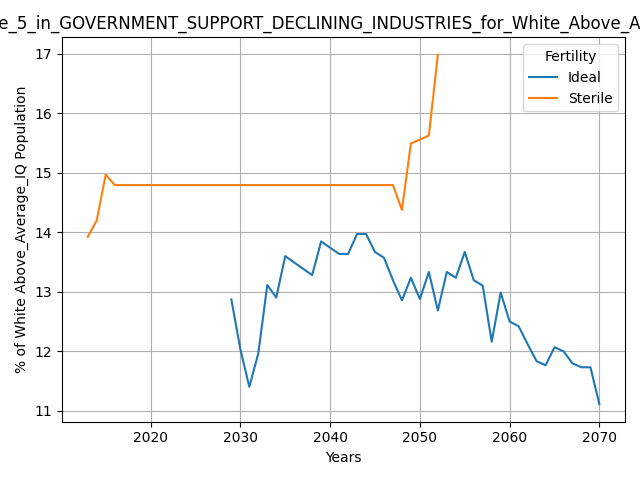 e_5_in_GOVERNMENT_SUPPORT_DECLINING_INDUSTRIES_for_White_Above_A
% of White Above_Average_IQ Population
17
16
15
14
13
12
11
Fertility
Ideal
Sterile
2020 2030 2040 2050 2060 2070
Years